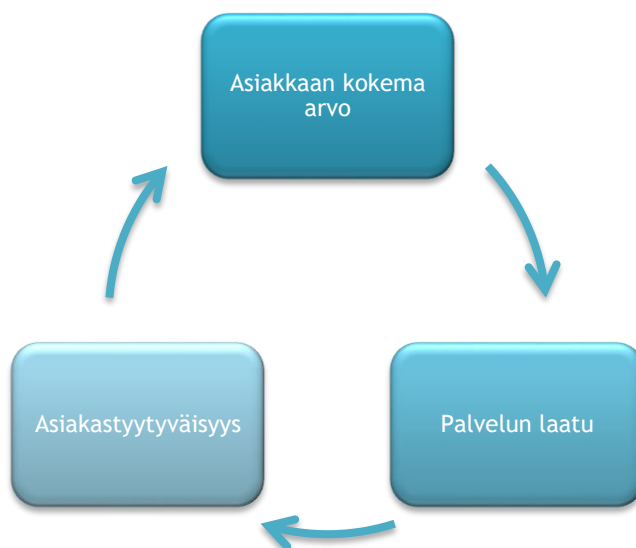 Asiakkaan kokema
arvo
Asiakastyytyväisyys
Palvelun laatu